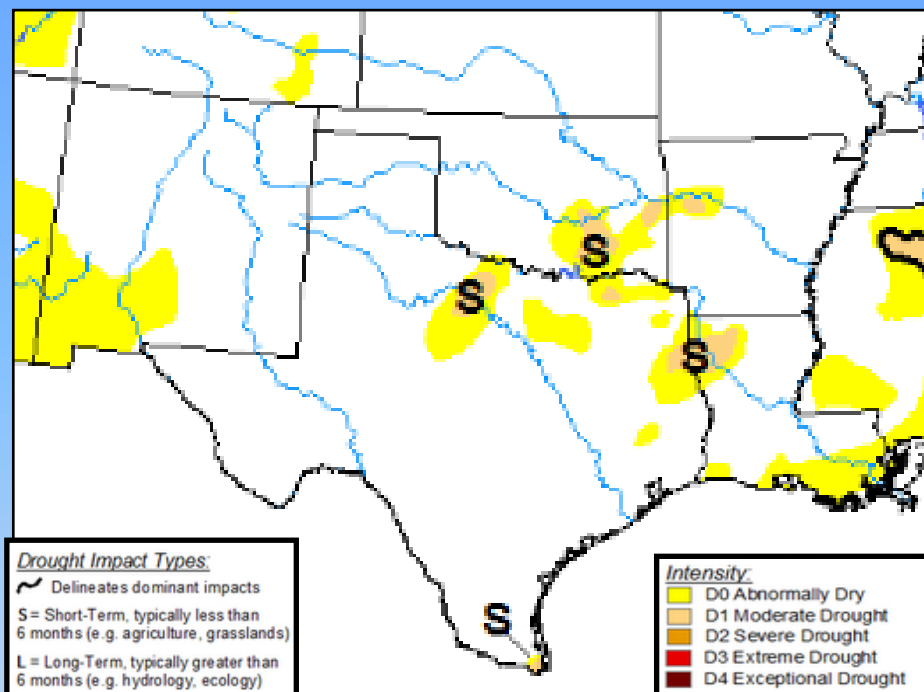 S
S
S
S
Drought Impact Types:
Delineates dominant impacts
S = Short-Term, typically less than
6 months (e.g. agriculture, grasslands)
L = Long-Term, typically greater than
6 months (e.g. hydrology, ecology)
Intensity:
D0 Abnormally Dry
D1 Moderate Drought
D2 Severe Drought
D3 Extreme Drought
D4 Exceptional Drought